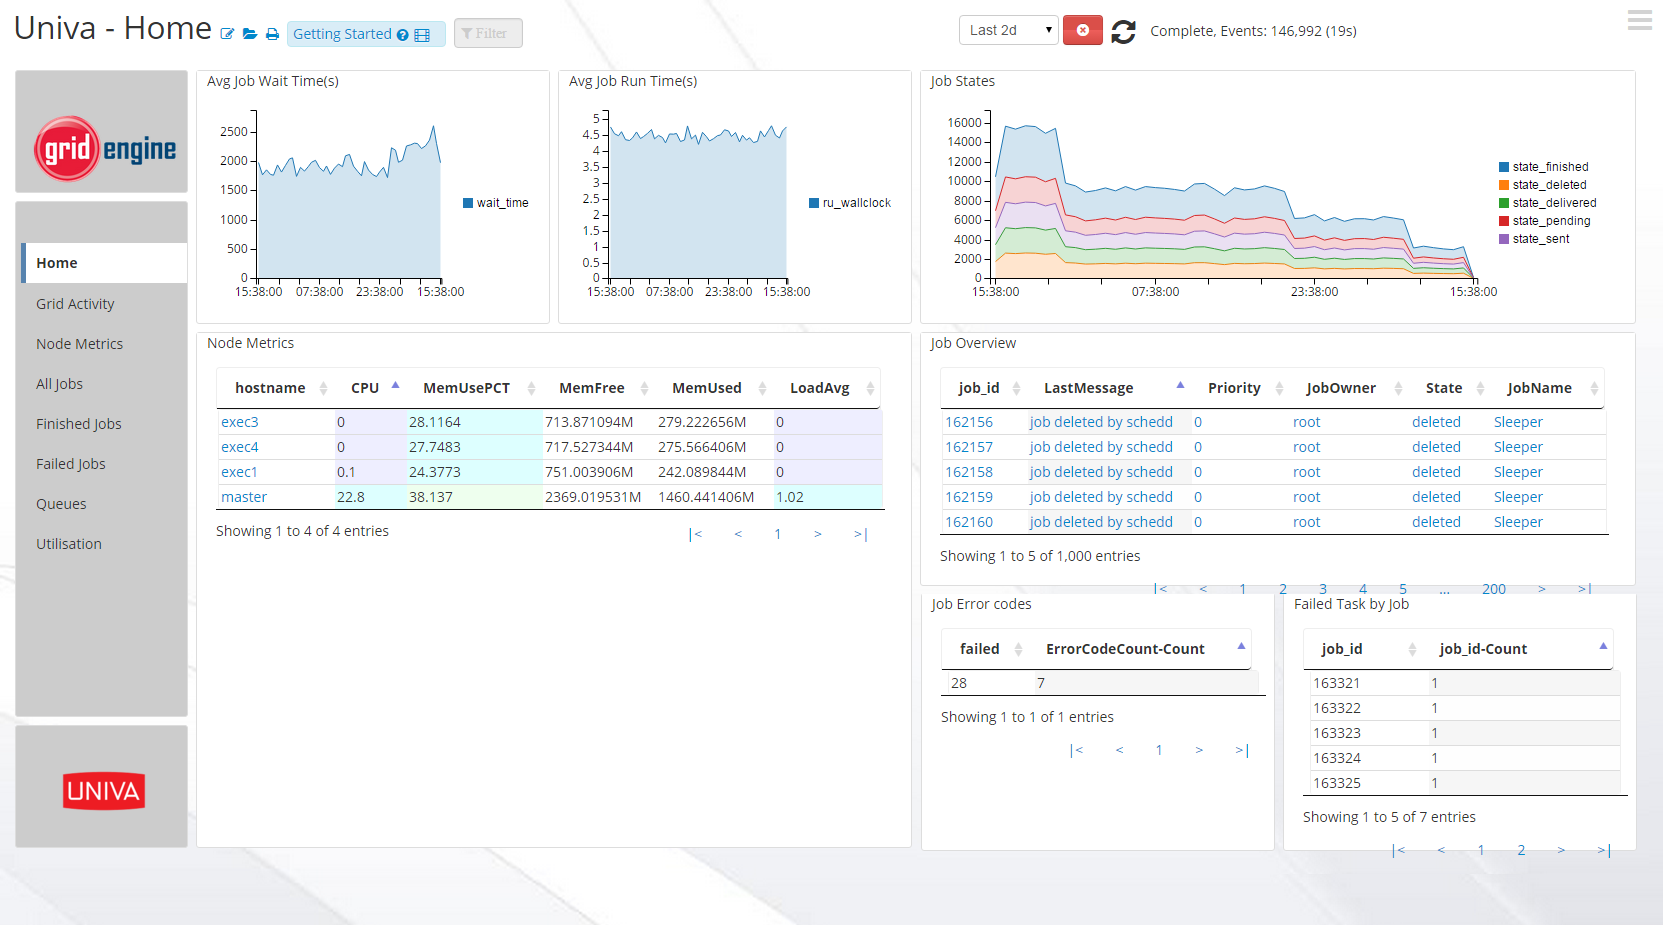 Univa - Home
Getting Started
Filter
Last 2d
Complete, Events: 146,992 (19s)
grid engine
Home
Grid Activity
Node Metrics
All Jobs
Finished Jobs
Failed Jobs
Queues
Utilisation
UNIVA
Avg Job Wait Time(s)
2500
2000
1500
1000
500
0
15:38:00 07:38:00 23:38:00 15:38:00
wait_time
Avg Job Run Time(s)
5
4.5
4
3.5
3
2.5
2
1.5
1
0.5
0
15:38:00 07:38:00 23:38:00 15:38:00
ru_wallclock
Job States
16000
14000
12000
10000
8000
6000
4000
2000
0
15:38:00 07:38:00 23:38:00 15:38:00
state_finished
state_deleted
state_delivered
state_pending
state_sent
Node Metrics
hostname CPU MemUsePCT MemFree MemUsed LoadAvg
exec3 0 28.1164 713.871094M 279.222656M 0
exec4 0 27.7483 717.527344M 275.566406M 0
exec1 0.1 24.3773 751.003906M 242.089844M 0
master 22.8 38.137 2369.019531M 1460.441406M 1.02
Showing 1 to 4 of 4 entries
|< < 1 > >|
Job Overview
job_id LastMessage Priority JobOwner State JobName
162156 job deleted by schedd 0 root deleted Sleeper
162157 job deleted by schedd 0 root deleted Sleeper
162158 job deleted by schedd 0 root deleted Sleeper
162159 job deleted by schedd 0 root deleted Sleeper
162160 job deleted by schedd 0 root deleted Sleeper
Showing 1 to 5 of 1,000 entries
|< < 1 2 3 4 5 ... 200 > >|
Job Error codes
failed ErrorCodeCount-Count
28 7
Showing 1 to 1 of 1 entries
|< < 1 > >|
Failed Task by Job
job_id job_id-Count
163321 1
163322 1
163323 1
163324 1
163325 1
Showing 1 to 5 of 7 entries
|< < 1 2 > >|